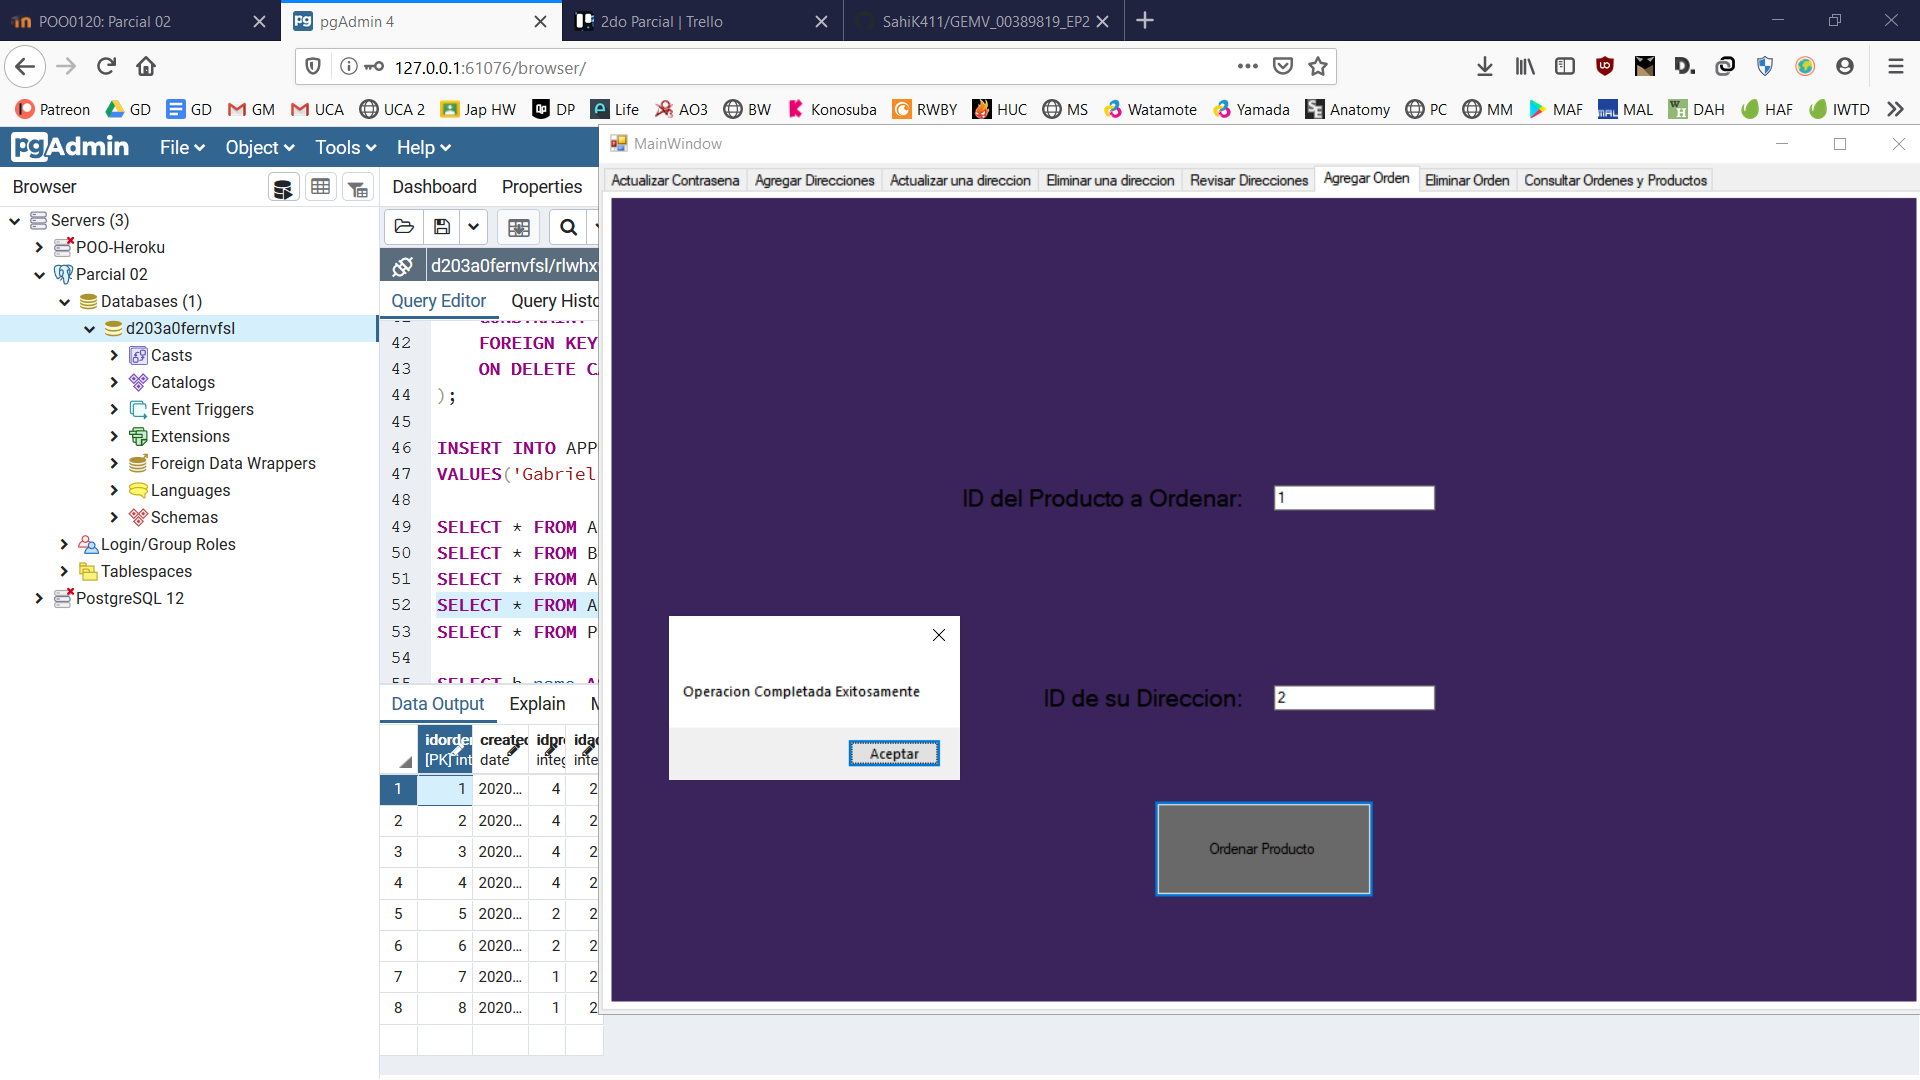 POO0120: Parcial 02
pgAdmin 4
2do Parcial | Trello
SahiK411/GEMV_00389819_EP2
127.0.0.1:61076/browser/
Patreon GD GD GM UCA UCA 2 Jap HW DP Life AO3 BW Konosuba RWBY HUC MS Watamote Yamada Anatomy PC MM MAF MAL DAH HAF IWTD
pgAdmin File Object Tools Help
Browser
Servers (3)
POO-Heroku
Parcial 02
Databases (1)
d203a0fernvfsl
Casts
Catalogs
Event Triggers
Extensions
Foreign Data Wrappers
Languages
Schemas
Login/Group Roles
Tablespaces
PostgreSQL 12
Dashboard Properties
d203a0fernvfsl/rlwhx
Query Editor Query Histo
42 FOREIGN KEY
43 ON DELETE C
44 );
45
46 INSERT INTO APP
47 VALUES('Gabriel
48
49 SELECT * FROM A
50 SELECT * FROM B
51 SELECT * FROM A
52 SELECT * FROM A
53 SELECT * FROM P
54
Data Output Explain
idorder created idpr idad
[PK] int date integ inte
1 1 2020... 4 2
2 2 2020... 4 2
3 3 2020... 4 2
4 4 2020... 4 2
5 5 2020... 2 2
6 6 2020... 2 2
7 7 2020... 1 2
8 8 2020... 1 2
MainWindow
Actualizar Contrasena Agregar Direcciones Actualizar una direccion Eliminar una direccion Revisar Direcciones Agregar Orden Eliminar Orden Consultar Ordenes y Productos
ID del Producto a Ordenar: 1
ID de su Direccion: 2
Ordenar Producto
Operacion Completada Exitosamente
Aceptar